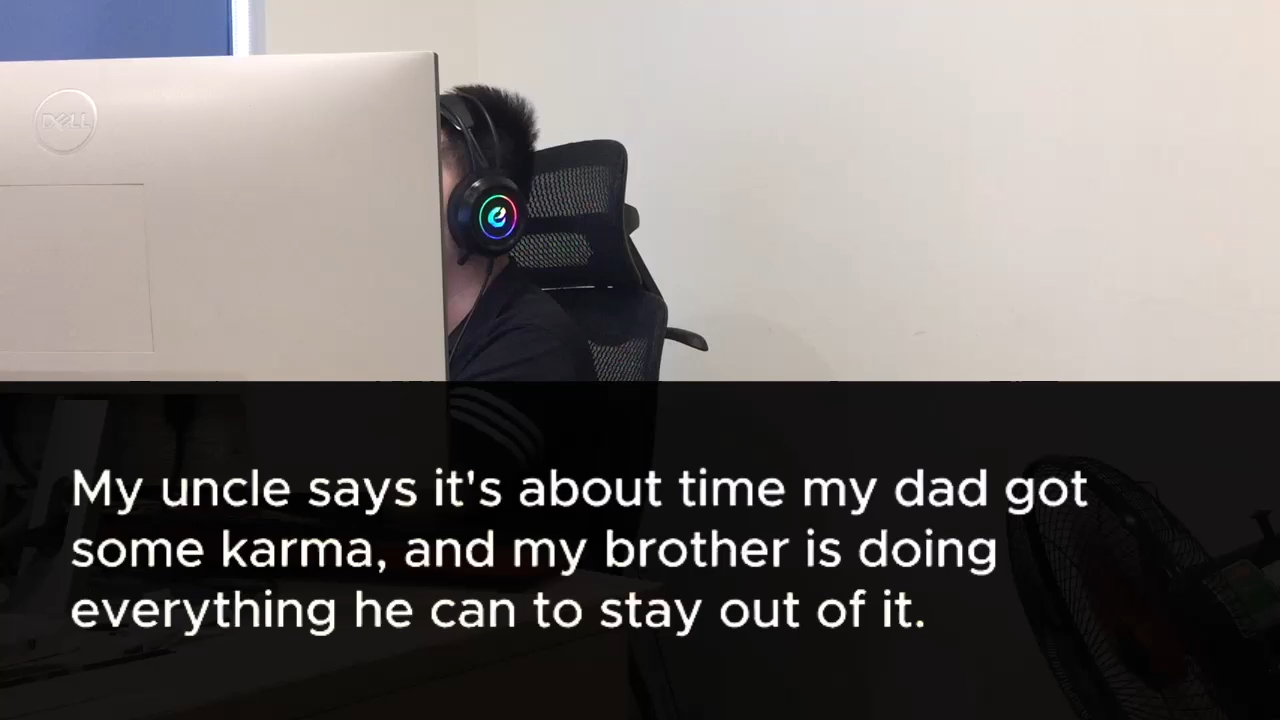 DELL
My uncle says it's about time my dad got
some karma, and my brother is doing
everything he can to stay out of it.